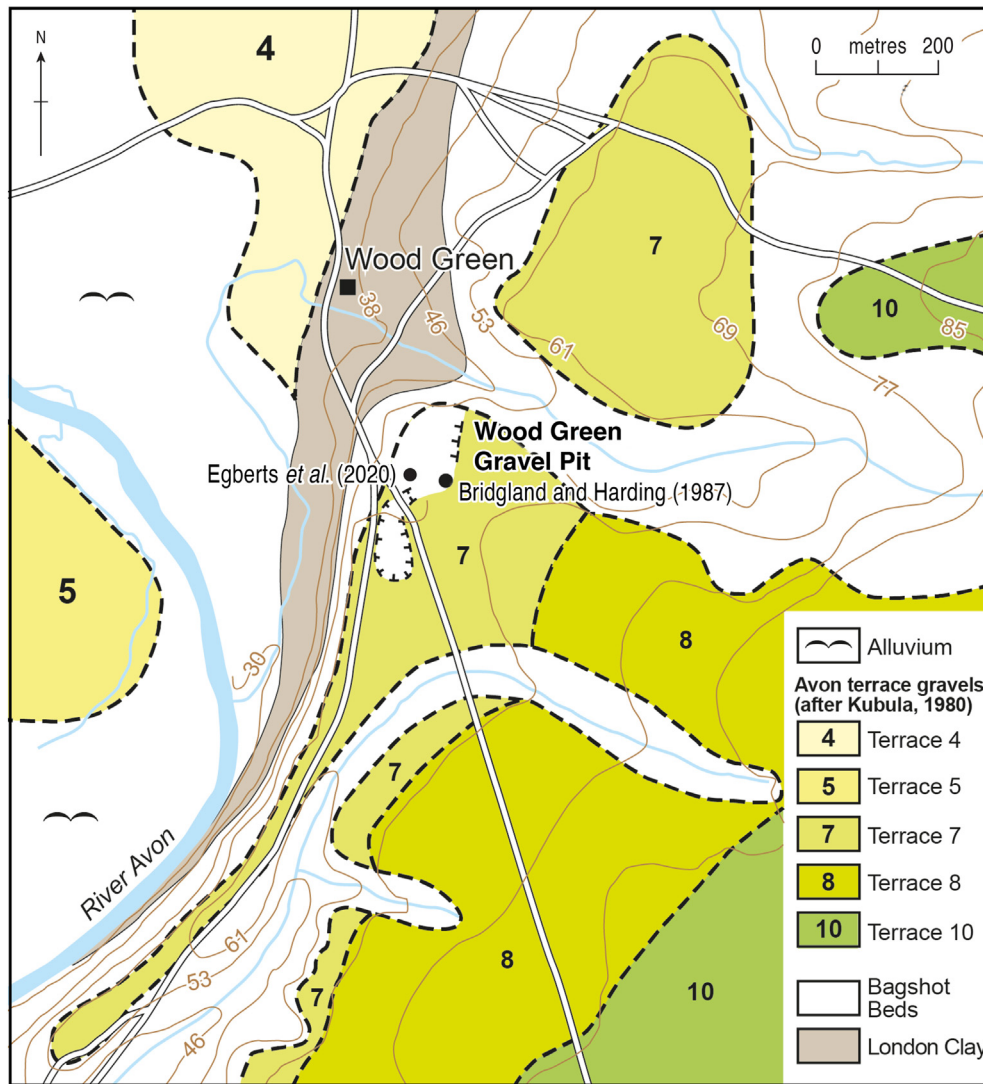 N
0 metres 200
4
7
10
85
Wood Green
38
46
53
61
69
77
Wood Green
Gravel Pit
Egberts et al. (2020)
Bridgland and Harding (1987)
7
5
8
30
7
River Avon
61
53
46
7
8
10
Alluvium
Avon terrace gravels
(after Kubula, 1980)
4 Terrace 4
5 Terrace 5
7 Terrace 7
8 Terrace 8
10 Terrace 10
Bagshot
Beds
London Clay